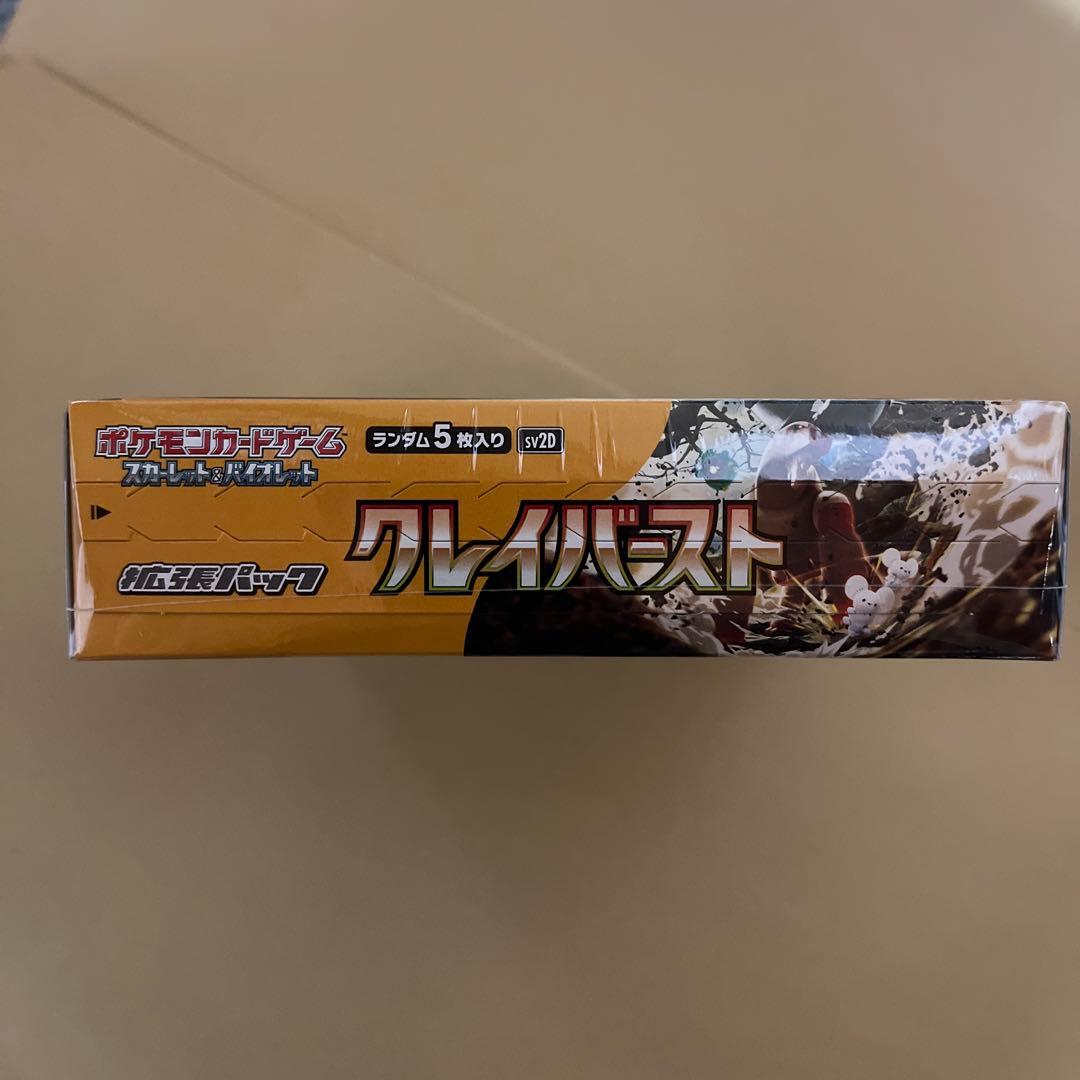 ポケモンカードゲーム
スカーレット&バイオレット
ランダム5枚入り sv2D
クレイバースト
拡張パック